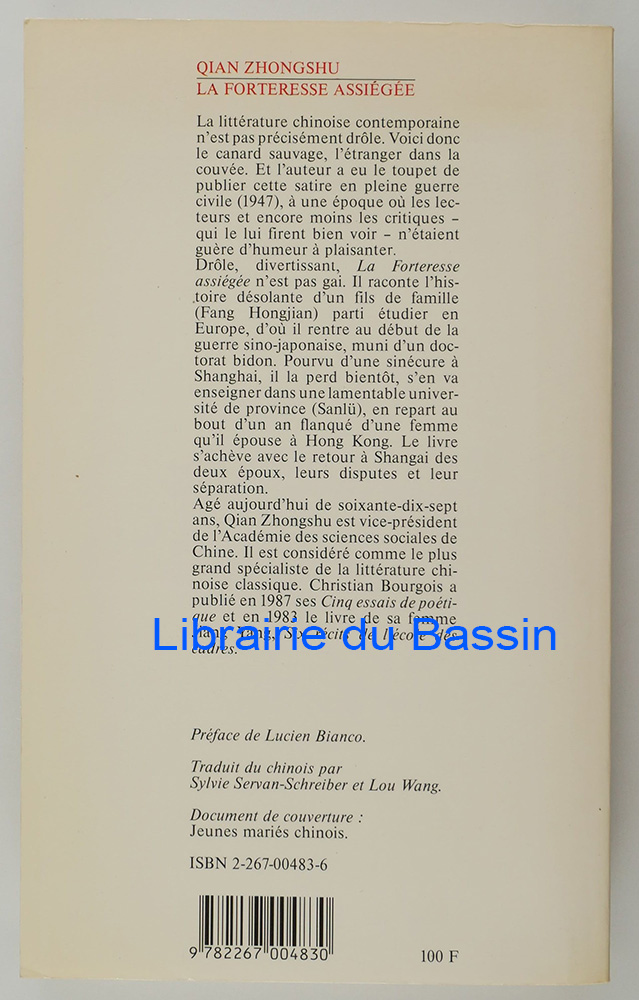 QIAN ZHONGSHU
LA FORTERESSE ASSIÉGÉE
La littérature chinoise contemporaine
n'est pas précisément drôle. Voici donc
le canard sauvage, l'étranger dans la
couvée. Et l'auteur a eu le toupet de
publier cette satire en pleine guerre
civile (1947), à une époque où les lec-
teurs et encore moins les critiques –
qui le lui firent bien voir – n'étaient
guère d'humeur à plaisanter.
Drôle, divertissant, La Forteresse
assiégée n'est pas gai. Il raconte l'his-
toire désolante d'un fils de famille
(Fang Hongjian) parti étudier en
Europe, d'où il rentre au début de la
guerre sino-japonaise, muni d'un doc-
torat bidon. Pourvu d'une sinécure à
Shanghai, il la perd bientôt, s'en va
enseigner dans une lamentable univer-
sité de province (Sanlü), en repart au
bout d'un an flanqué d'une femme
qu'il épouse à Hong Kong. Le livre
s'achève avec le retour à Shangai des
deux époux, leurs disputes et leur
séparation.
Agé aujourd'hui de soixante-dix-sept
ans, Qian Zhongshu est vice-président
de l'Académie des sciences sociales de
Chine. Il est considéré comme le plus
grand spécialiste de la littérature chi-
noise classique. Christian Bourgois a
publié en 1987 ses Cinq essais de poéti-
que et en 1983 le livre de sa femme
Yang, Six récits de l'école des
cadres.
Librairie du Bassin
Préface de Lucien Bianco.
Traduit du chinois par
Sylvie Servan-Schreiber et Lou Wang.
Document de couverture :
Jeunes mariés chinois.
ISBN 2-267-00483-6
9 782267 004830
100 F